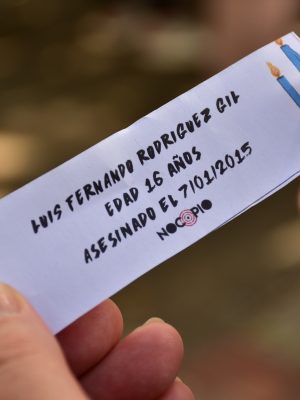 LUIS FERNANDO RODRIGUEZ GIL
EDAD 16 AÑOS
ASESINADO EL 7/01/2015
NOCOPIO